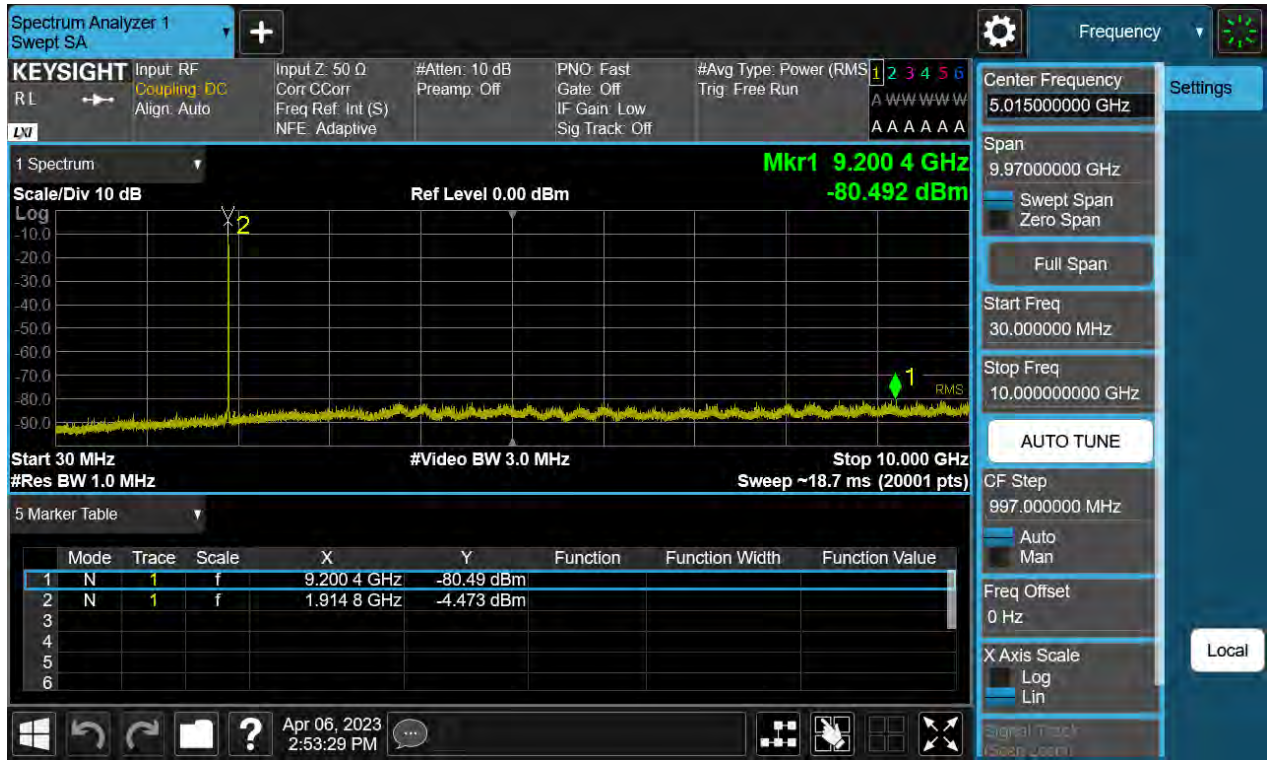 Spectrum Analyzer 1
Swept SA
+
Frequency
KEYSIGHT
RL
LXI
Input: RF
Coupling: DC
Align: Auto
Input Z: 50 Ω
Corr CCorr
Freq Ref: Int (S)
NFE: Adaptive
#Atten: 10 dB
Preamp: Off
PNO: Fast
Gate: Off
IF Gain: Low
Sig Track: Off
#Avg Type: Power (RMS
Trig: Free Run
1 2 3 4 5 6
A W W W W W
A A A A A A
1 Spectrum
Scale/Div 10 dB
Ref Level 0.00 dBm
Mkr1 9.200 4 GHz
-80.492 dBm
Log
-10.0
-20.0
-30.0
-40.0
-50.0
-60.0
-70.0
-80.0
-90.0
2
1
RMS
Start 30 MHz
#Video BW 3.0 MHz
Stop 10.000 GHz
#Res BW 1.0 MHz
Sweep ~18.7 ms (20001 pts)
5 Marker Table
Mode Trace Scale X Y Function Function Width Function Value
1 N 1 f 9.200 4 GHz -80.49 dBm
2 N 1 f 1.914 8 GHz -4.473 dBm
3
4
5
6
?
Apr 06, 2023
2:53:29 PM
Center Frequency
5.015000000 GHz
Settings
Span
9.97000000 GHz
Swept Span
Zero Span
Full Span
Start Freq
30.000000 MHz
Stop Freq
10.000000000 GHz
AUTO TUNE
CF Step
997.000000 MHz
Auto
Man
Freq Offset
0 Hz
X Axis Scale
Log
Lin
Local
Signal Track
(Span Zoom)